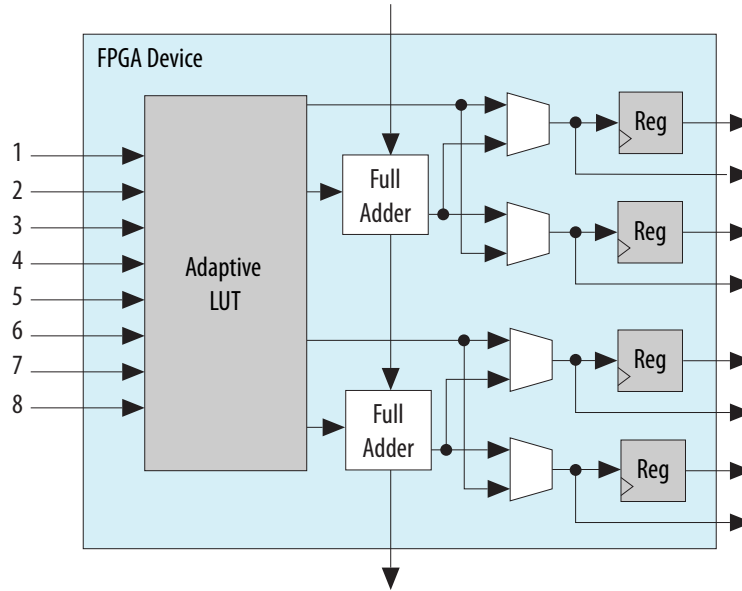 FPGA Device
1
2
3
4
5
6
7
8
Adaptive
LUT
Full
Adder
Full
Adder
Reg
Reg
Reg
Reg